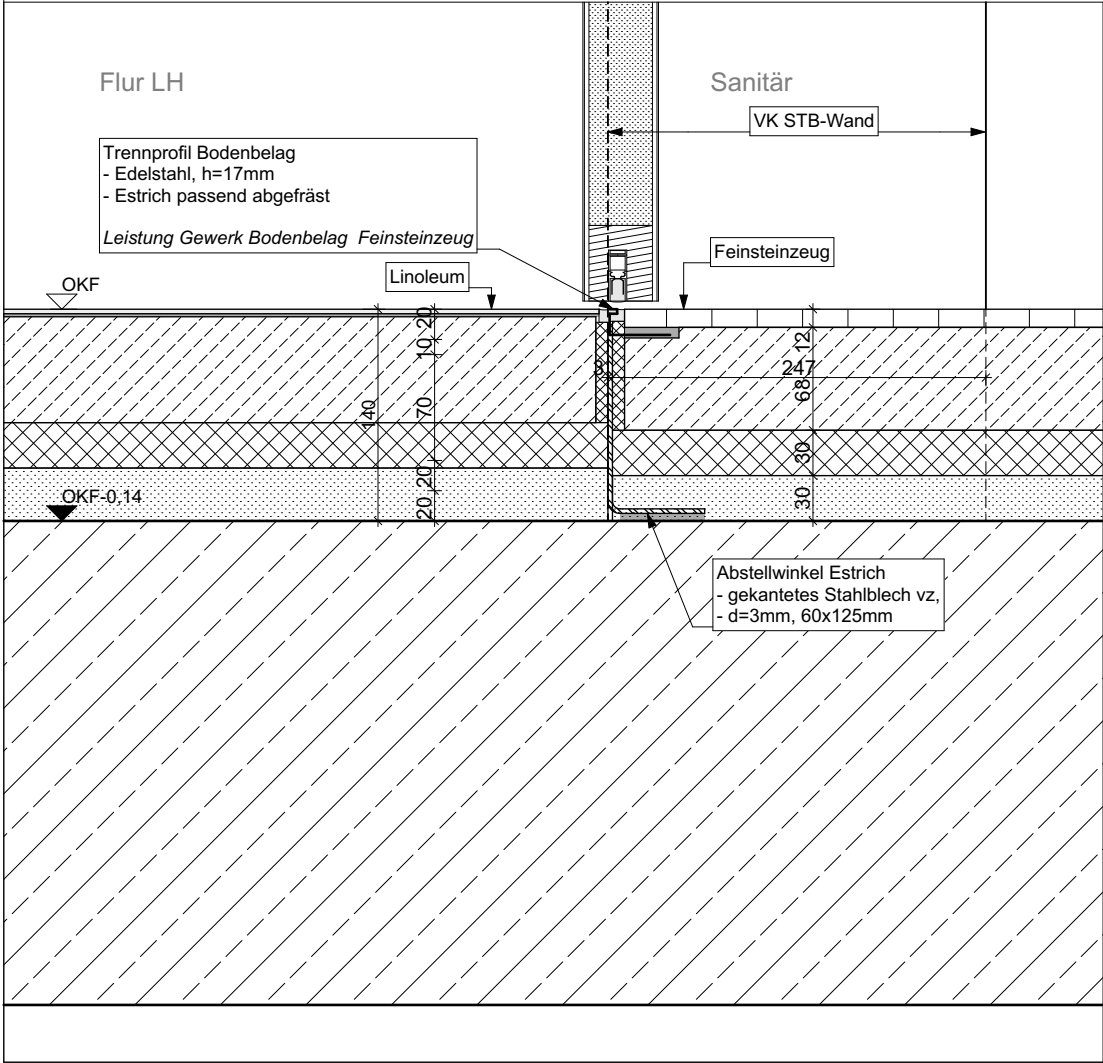 Flur LH
Sanitär
VK STB-Wand
Trennprofil Bodenbelag
- Edelstahl, h=17mm
- Estrich passend abgefräst
Leistung Gewerk Bodenbelag Feinsteinzeug
Feinsteinzeug
Linoleum
OKF
20
10
70
20
20
140
3
247
12
68
30
30
OKF-0,14
Abstellwinkel Estrich
- gekantetes Stahlblech vz,
- d=3mm, 60x125mm